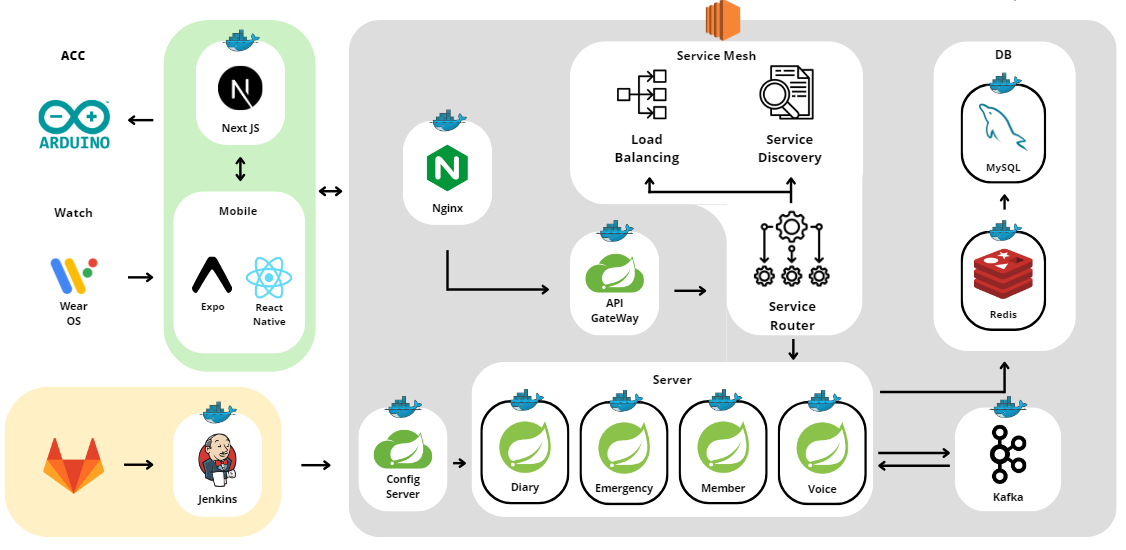 ACC
ARDUINO
Watch
Wear
OS
Next JS
Mobile
Expo
React
Native
Jenkins
Nginx
Service Mesh
Load
Balancing
Service
Discovery
API
GateWay
Service
Router
DB
MySQL
Redis
Config
Server
Server
Diary
Emergency
Member
Voice
Kafka